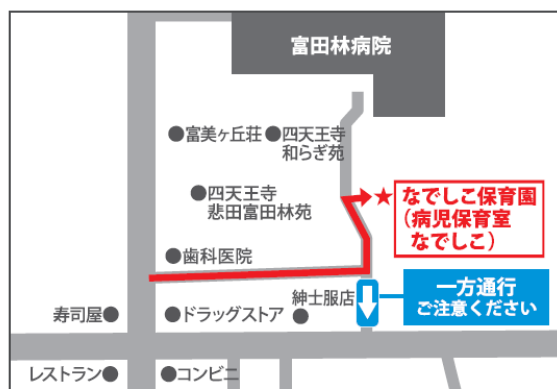 富田林病院
●富美ヶ丘荘
●四天王寺
和らぎ苑
●四天王寺
悲田富田林苑
★なでしこ保育園
(病児保育室
なでしこ)
●歯科医院
一方通行
ご注意ください
紳士服店
●
寿司屋●
●ドラッグストア
レストラン●
●コンビニ